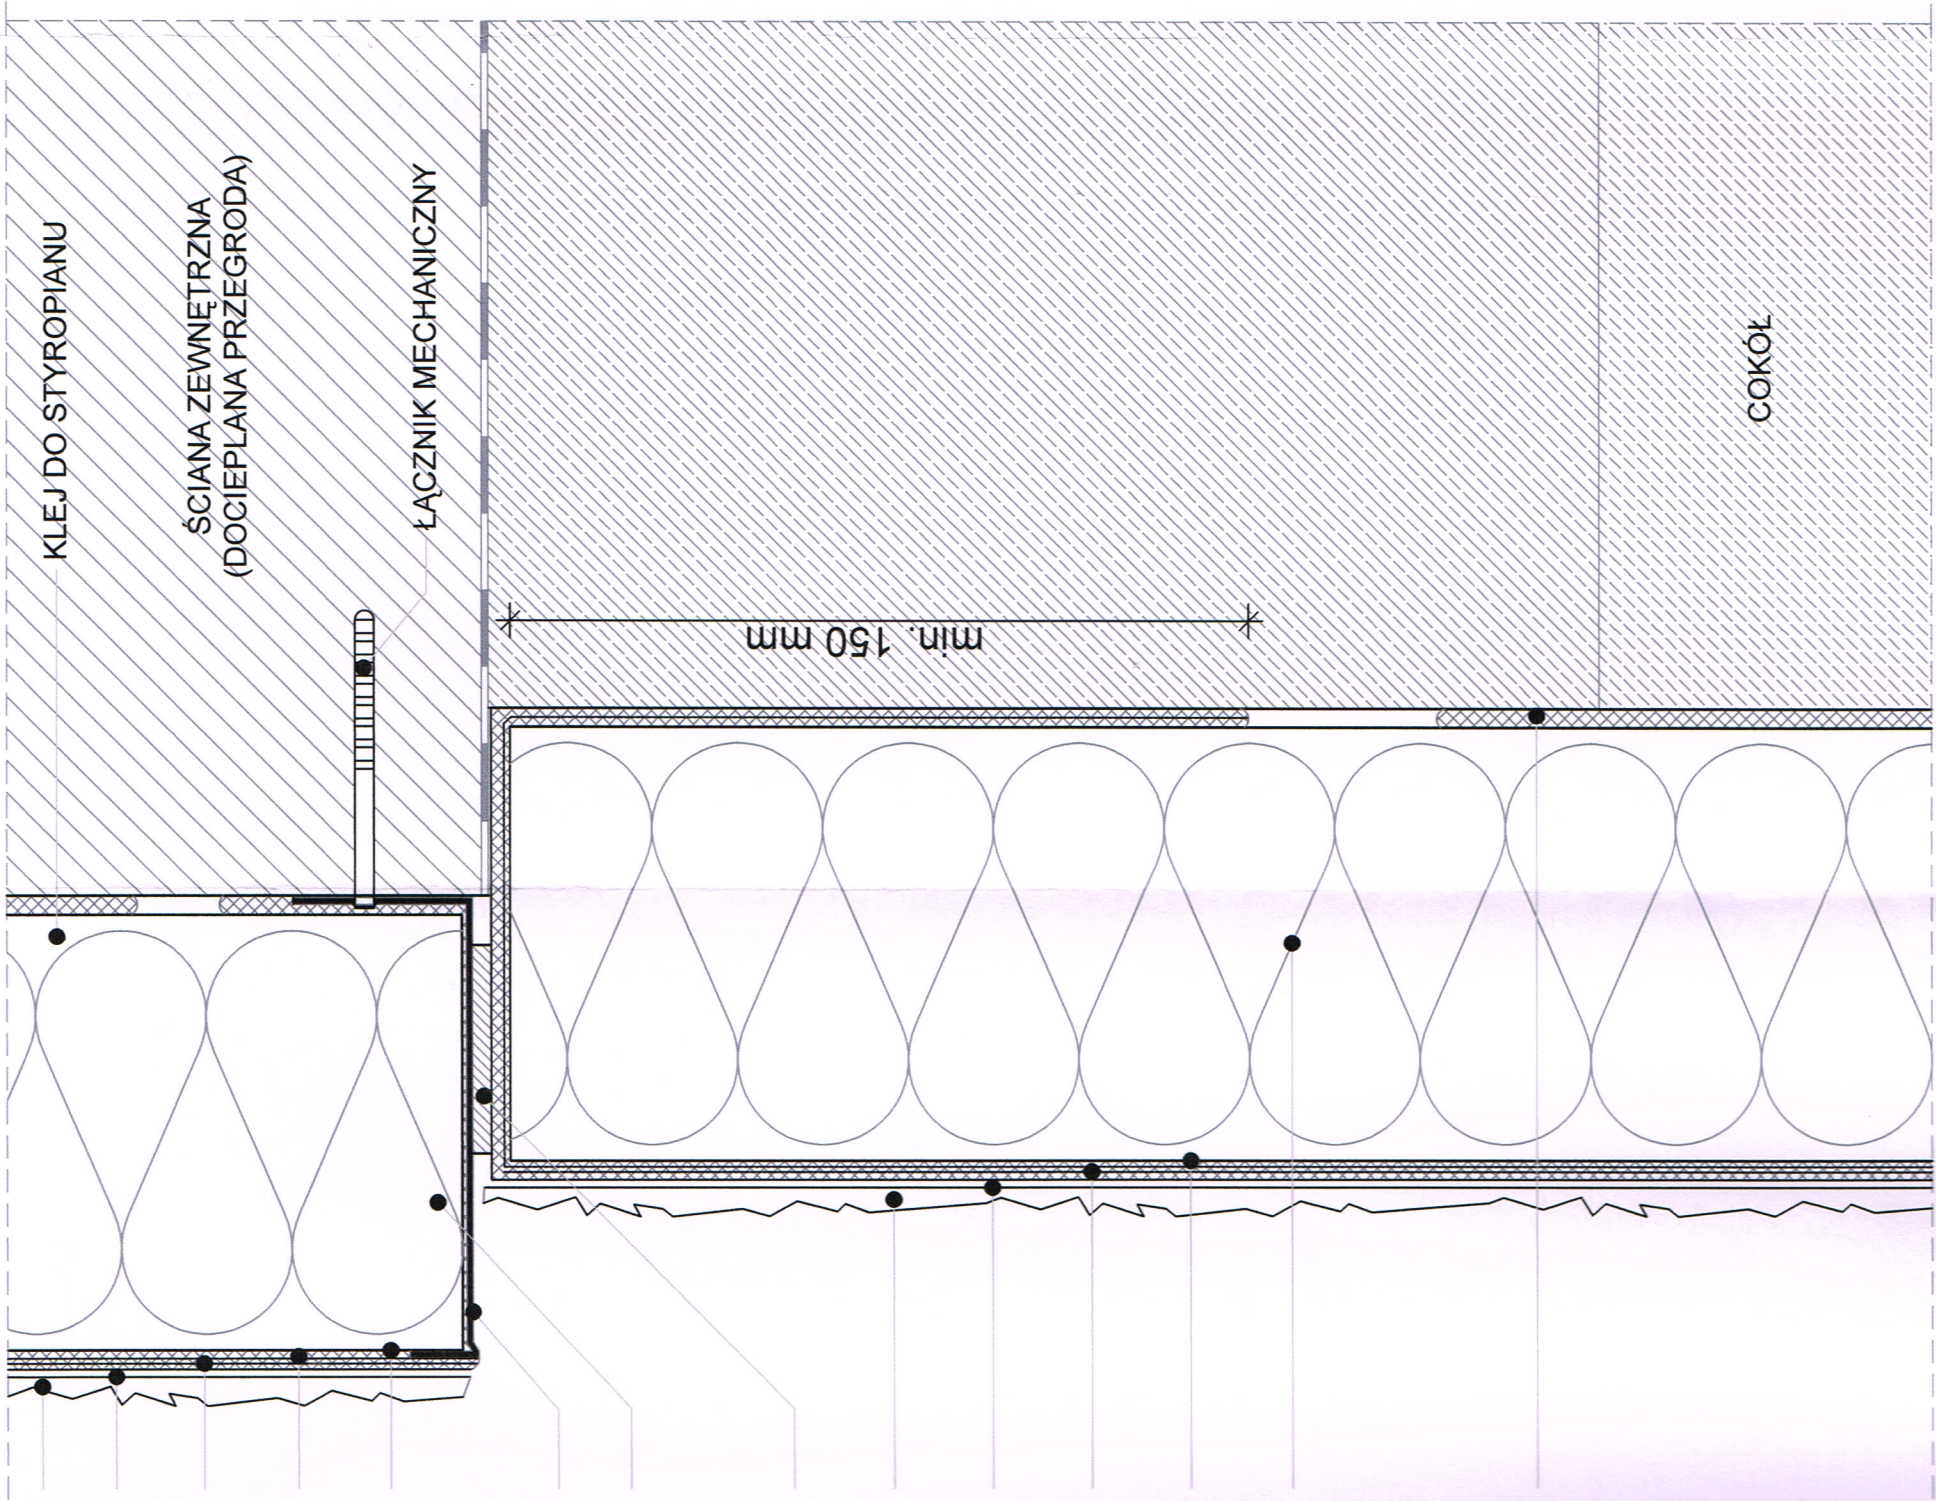 KLEJ DO STYROPIANU
ŚCIANA ZEWNĘTRZNA
(DOCIEPLANA PRZEGRODA)
ŁĄCZNIK MECHANICZNY
min. 150 mm
COKÓŁ